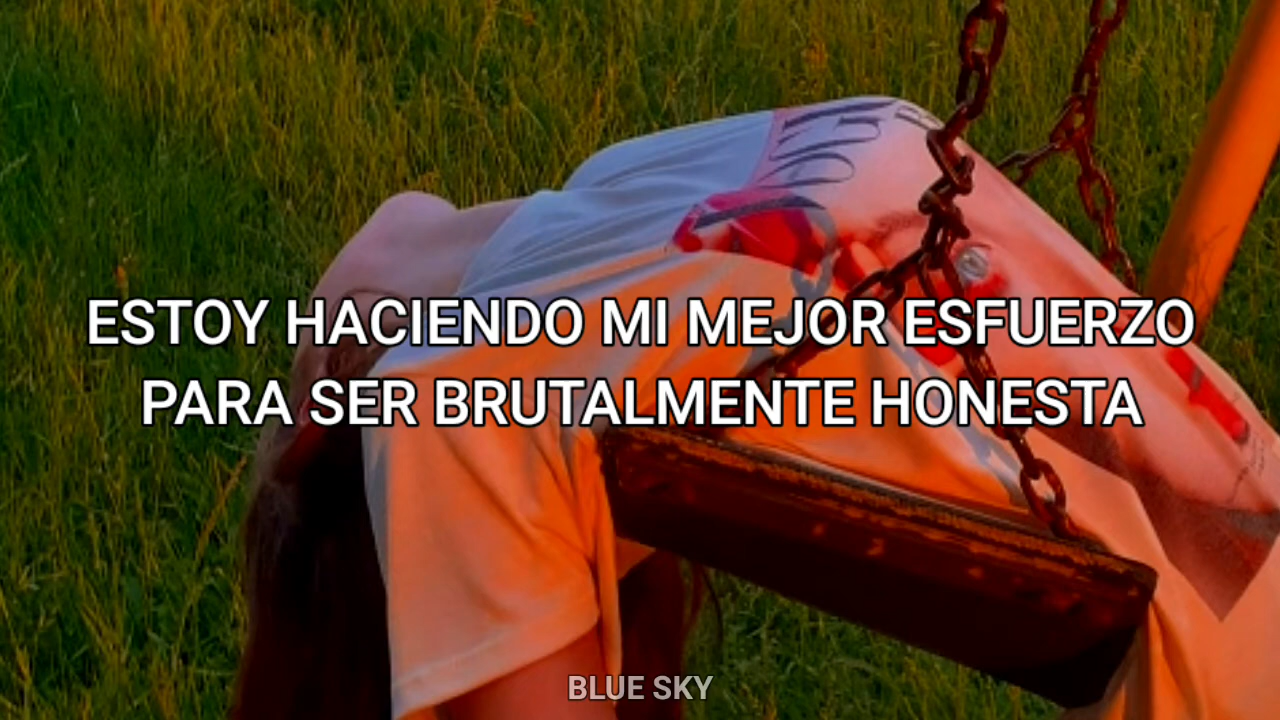 ESTOY HACIENDO MI MEJOR ESFUERZO
PARA SER BRUTALMENTE HONESTA
BLUE SKY